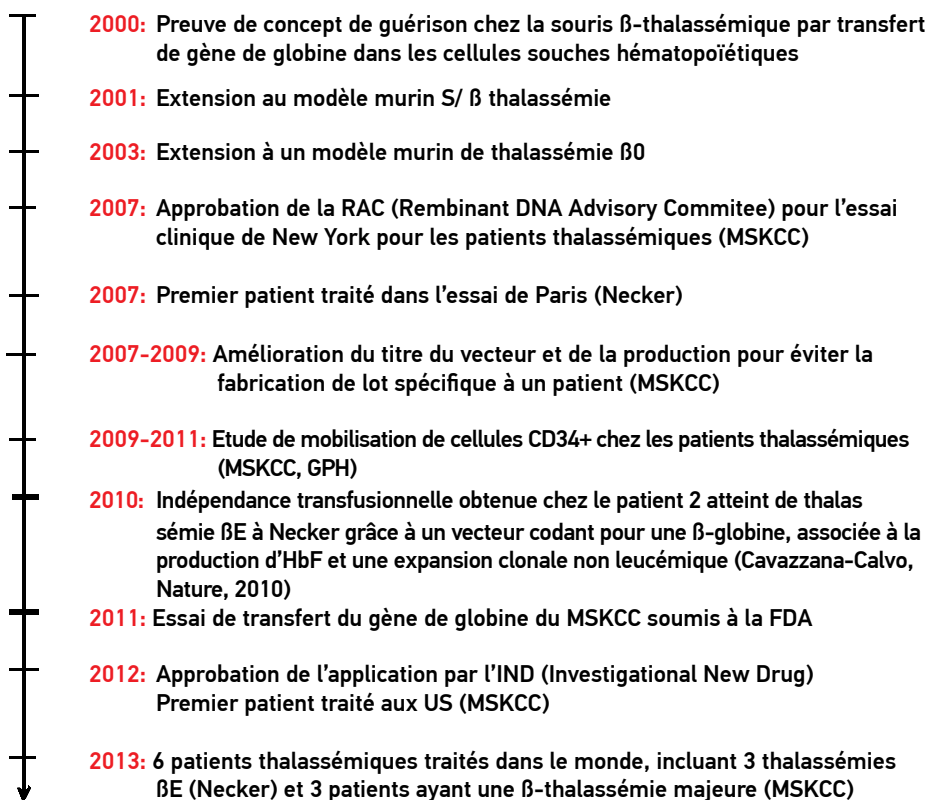 2000: Preuve de concept de guérison chez la souris ß-thalassémique par transfert
de gène de globine dans les cellules souches hématopoïétiques
2001: Extension au modèle murin S/ ß thalassémie
2003: Extension à un modèle murin de thalassémie ß0
2007: Approbation de la RAC (Rembinant DNA Advisory Commitee) pour l'essai
clinique de New York pour les patients thalassémiques (MSKCC)
2007: Premier patient traité dans l'essai de Paris (Necker)
2007-2009: Amélioration du titre du vecteur et de la production pour éviter la
fabrication de lot spécifique à un patient (MSKCC)
2009-2011: Etude de mobilisation de cellules CD34+ chez les patients thalassémiques
(MSKCC, GPH)
2010: Indépendance transfusionnelle obtenue chez le patient 2 atteint de thalas
sémie ßE à Necker grâce à un vecteur codant pour une ß-globine, associée à la
production d'HbF et une expansion clonale non leucémique (Cavazzana-Calvo,
Nature, 2010)
2011: Essai de transfert du gène de globine du MSKCC soumis à la FDA
2012: Approbation de l'application par l'IND (Investigational New Drug)
Premier patient traité aux US (MSKCC)
2013: 6 patients thalassémiques traités dans le monde, incluant 3 thalassémies
ßE (Necker) et 3 patients ayant une ß-thalassémie majeure (MSKCC)